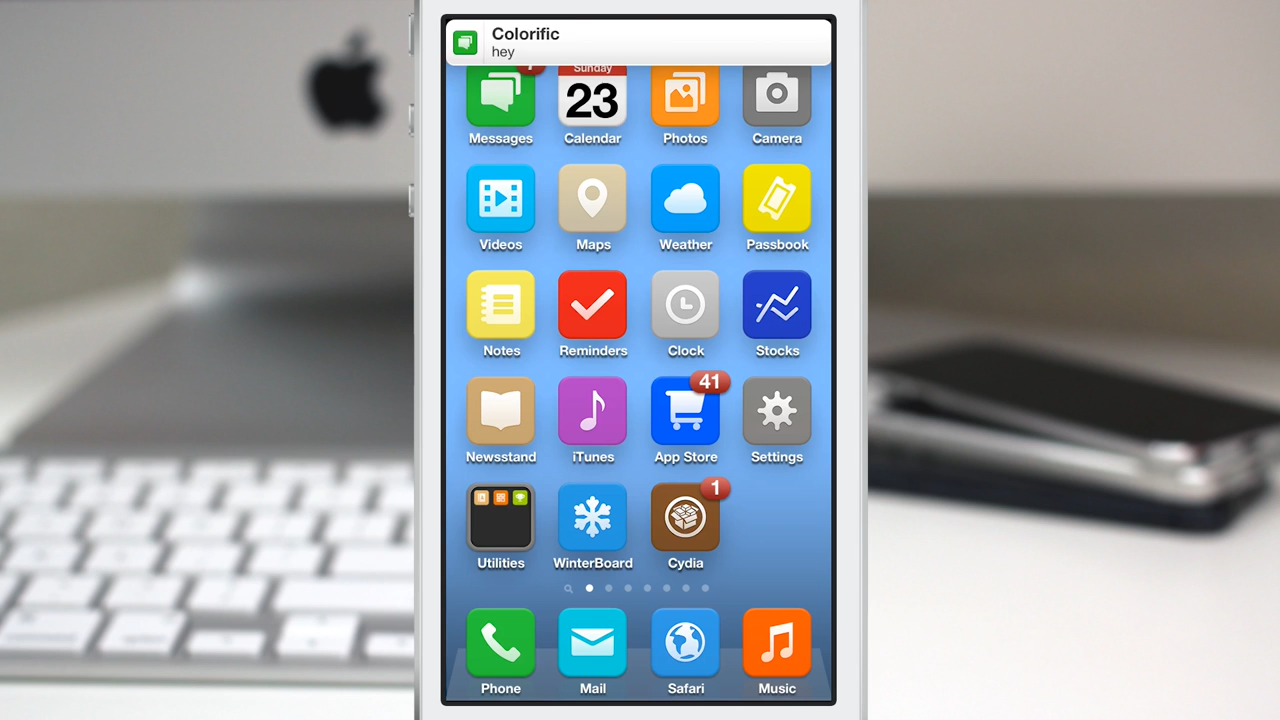 Colorific
hey
Sunday
23
Messages
Calendar
Photos
Camera
Videos
Maps
Weather
Passbook
Notes
Reminders
Clock
Stocks
41
Newsstand
iTunes
App Store
Settings
1
Utilities
WinterBoard
Cydia
Phone
Mail
Safari
Music